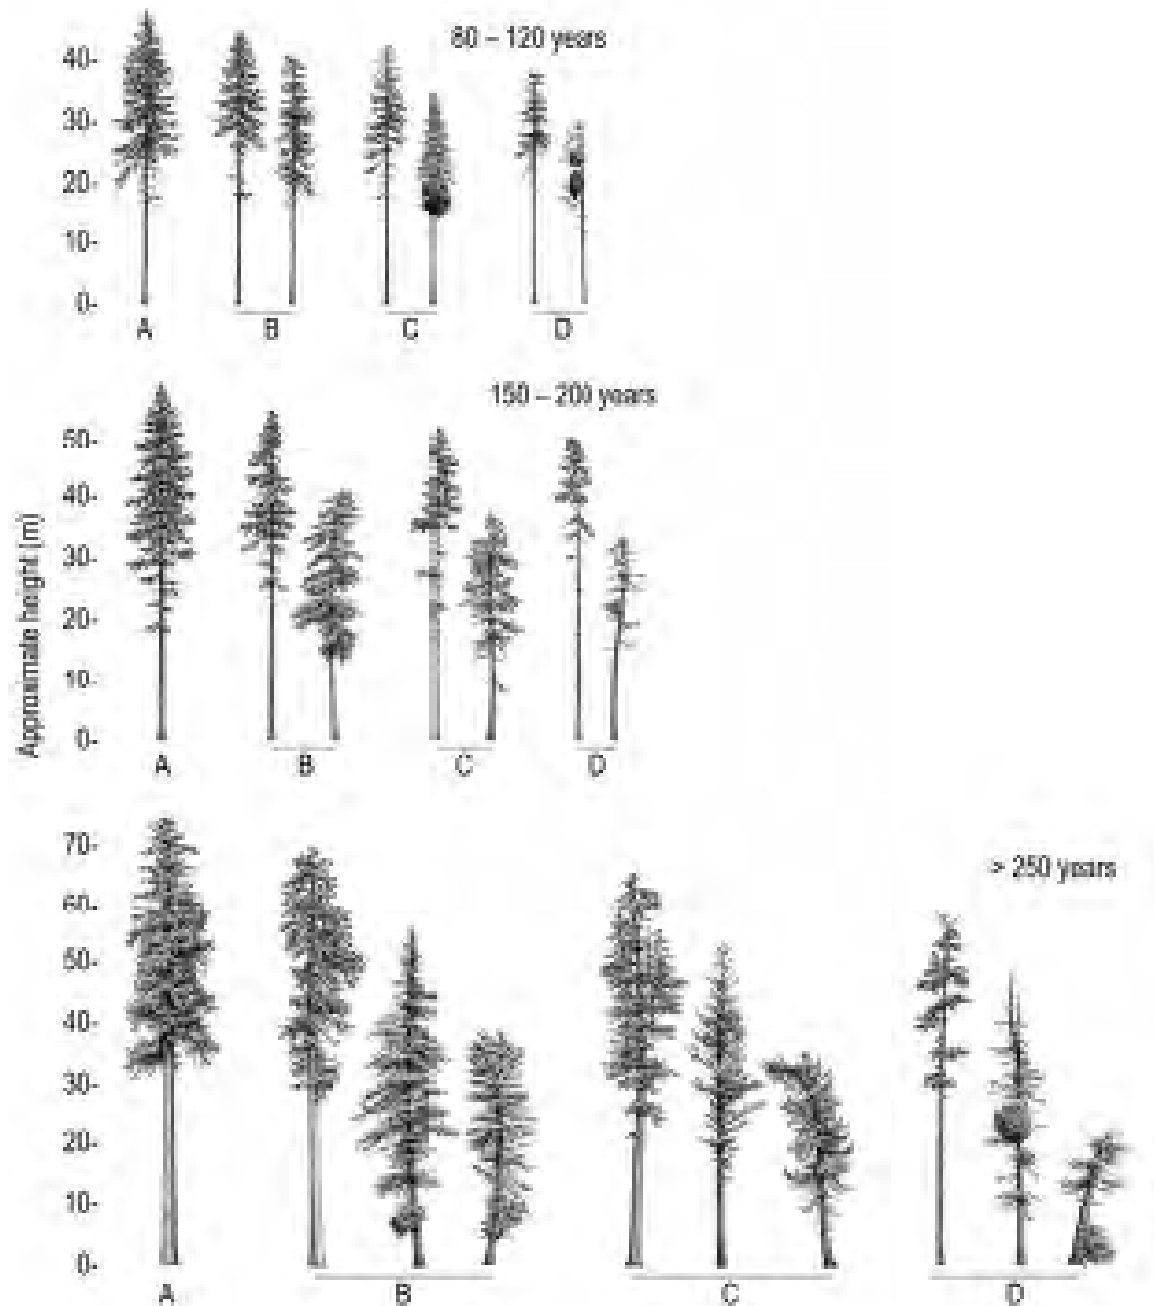 60 – 120 years
40-
30-
20-
10-
0-
A B C D
150 – 200 years
50-
40-
30-
20-
10-
0-
A B C D
Approximate height (m)
> 250 years
70-
60-
50-
40-
30-
20-
10-
0-
A B C D